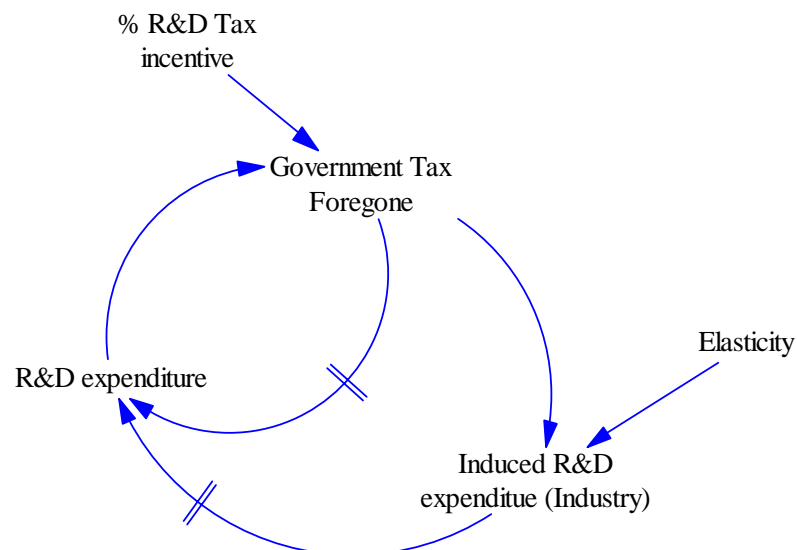 % R&D Tax
incentive
Government Tax
Foregone
Elasticity
R&D expenditure
Induced R&D
expenditue (Industry)